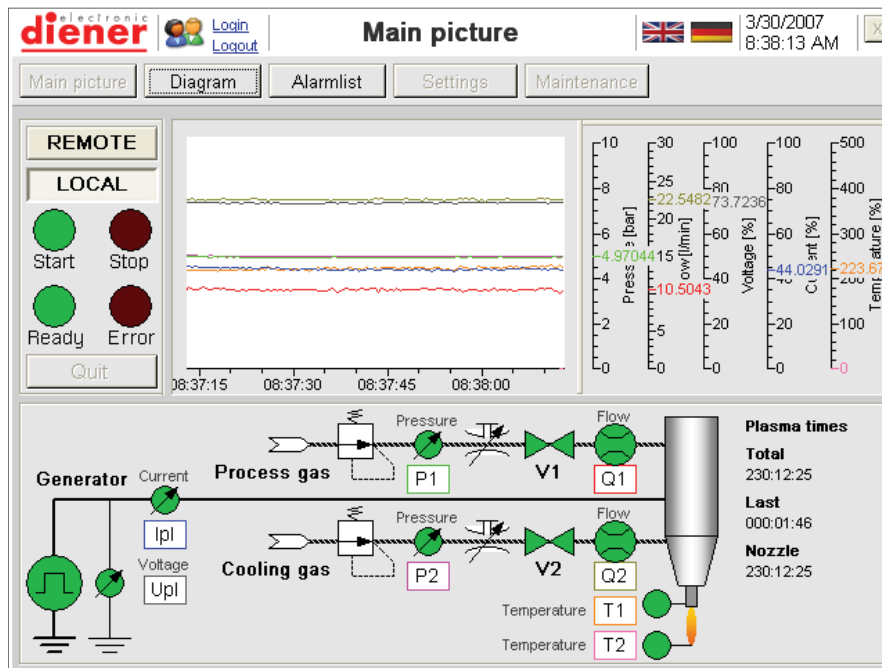 electronic
diener
Login
Logout
Main picture
3/30/2007
8:38:13 AM
X
Main picture
Diagram
Alarmlist
Settings
Maintenance
REMOTE
LOCAL
Start
Stop
Ready
Error
Quit
08:37:15
08:37:30
08:37:45
08:38:00
10
8
6
4
2
0
4.97044
Pressure [bar]
30
25
20
15
5
0
22.5482
10.5043
[l/min]
100
80
60
40
20
0
73.7236
Voltage [%]
100
80
60
40
20
0
44.0291
[%]
500
400
300
200
100
0
223.67
[%]
Process gas
Pressure
P1
V1
Flow
Q1
Generator
Current
Ipl
Voltage
Upl
Cooling gas
Pressure
P2
V2
Flow
Q2
Temperature
T1
Temperature
T2
Plasma times
Total
230:12:25
Last
000:01:46
Nozzle
230:12:25